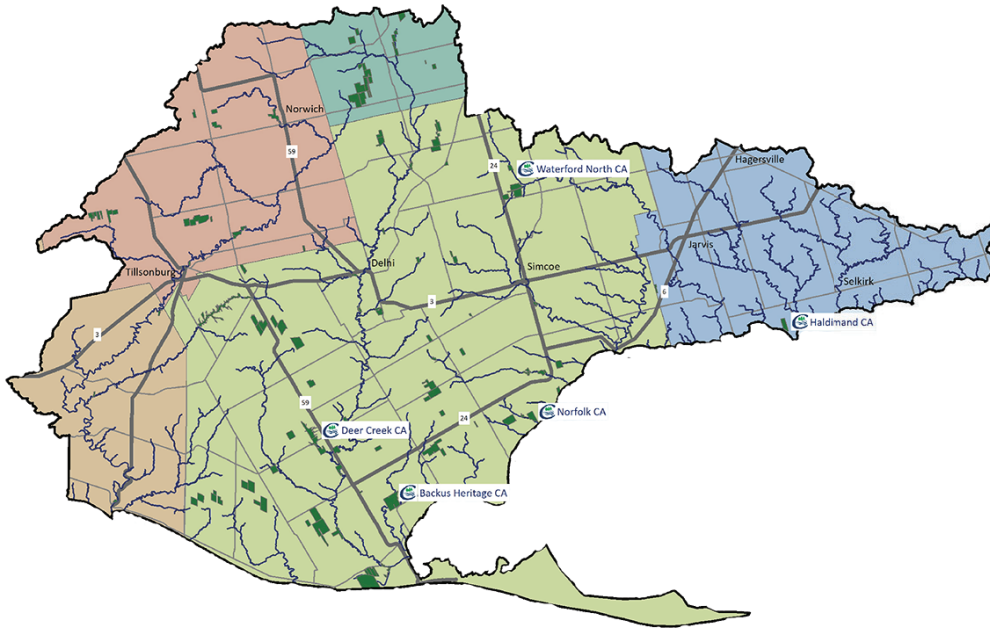 Norwich
59
24
Waterford North CA
Hagersville
Jarvis
Delhi
Simcoe
Tillsonburg
Selkirk
6
3
Haldimand CA
3
59
24
Norfolk CA
Deer Creek CA
Backus Heritage CA